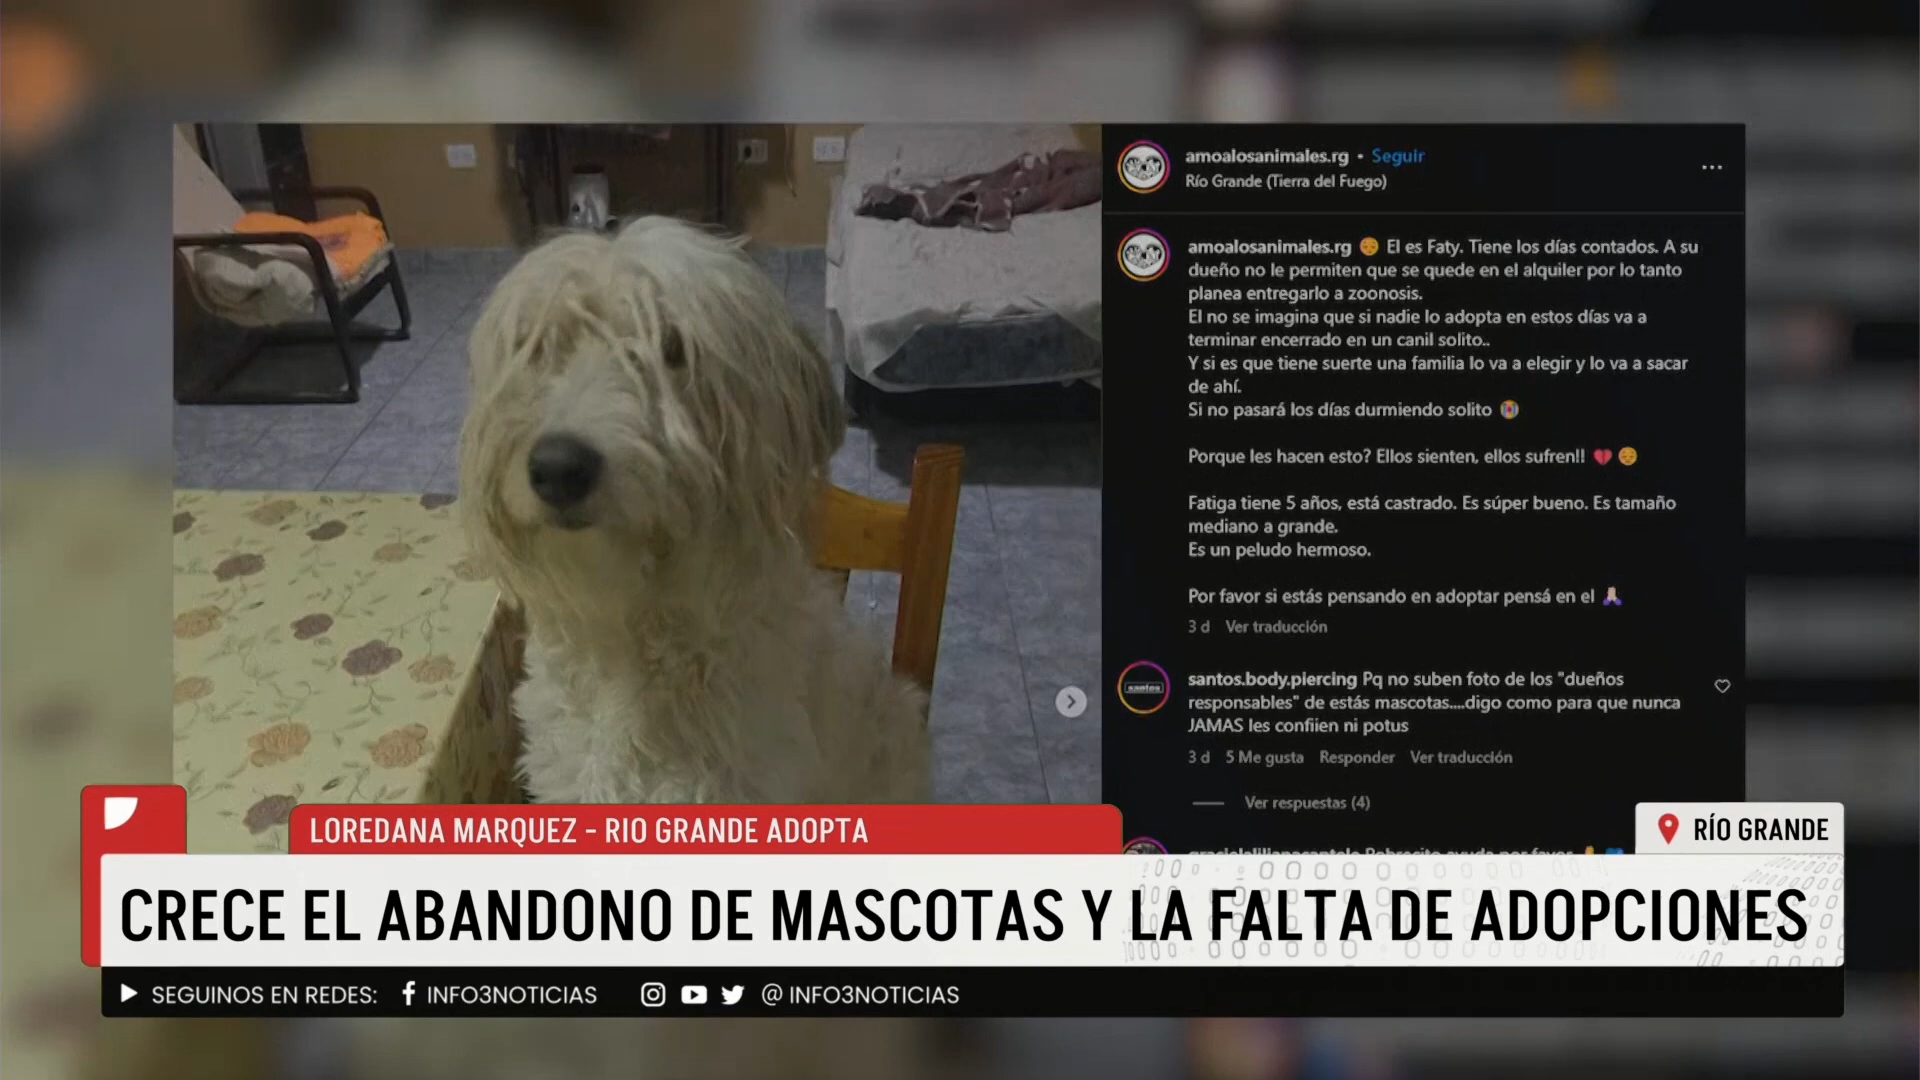 amoalosanimales.rg • Seguir
Río Grande (Tierra del Fuego)
amoalosanimales.rg 😔 El es Faty. Tiene los días contados. A su
dueño no le permiten que se quede en el alquiler por lo tanto
planea entregarlo a zoonosis.
El no se imagina que si nadie lo adopta en estos días va a
terminar encerrado en un canil solito..
Y si es que tiene suerte una familia lo va a elegir y lo va a sacar
de ahí.
Si no pasará los días durmiendo solito
Porque les hacen esto? Ellos sienten, ellos sufren!! 💔 😔
Fatiga tiene 5 años, está castrado. Es súper bueno. Es tamaño
mediano a grande.
Es un peludo hermoso.
Por favor si estás pensando en adoptar pensá en el 🙏🏻
3 d Ver traducción
santos.body.piercing Pq no suben foto de los "dueños
responsables" de estás mascotas....digo como para que nunca
JAMAS les confiien ni potus
3 d 5 Me gusta Responder Ver traducción
Ver respuestas (4)
LOREDANA MARQUEZ - RIO GRANDE ADOPTA
RÍO GRANDE
CRECE EL ABANDONO DE MASCOTAS Y LA FALTA DE ADOPCIONES
SEGUINOS EN REDES: INFO3NOTICIAS @INFO3NOTICIAS